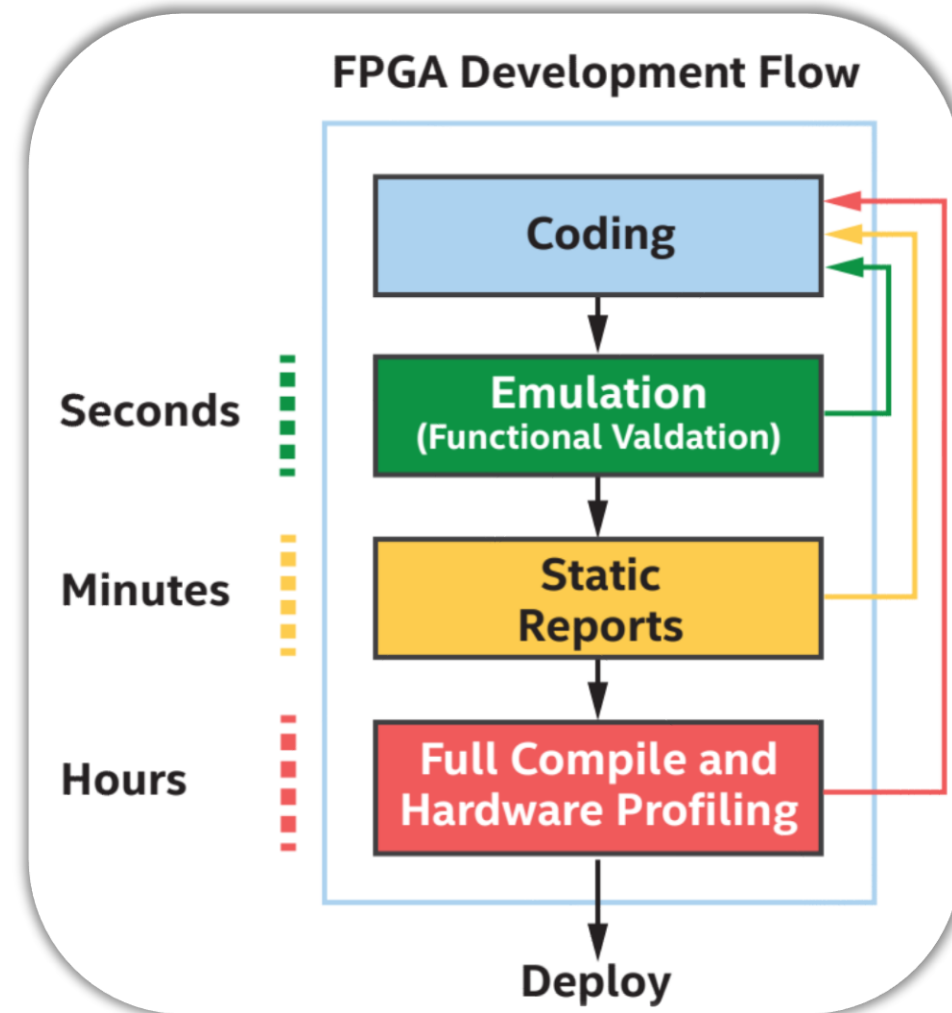 FPGA Development Flow
Coding
Seconds
Emulation
(Functional Valdation)
Minutes
Static
Reports
Hours
Full Compile and
Hardware Profiling
Deploy